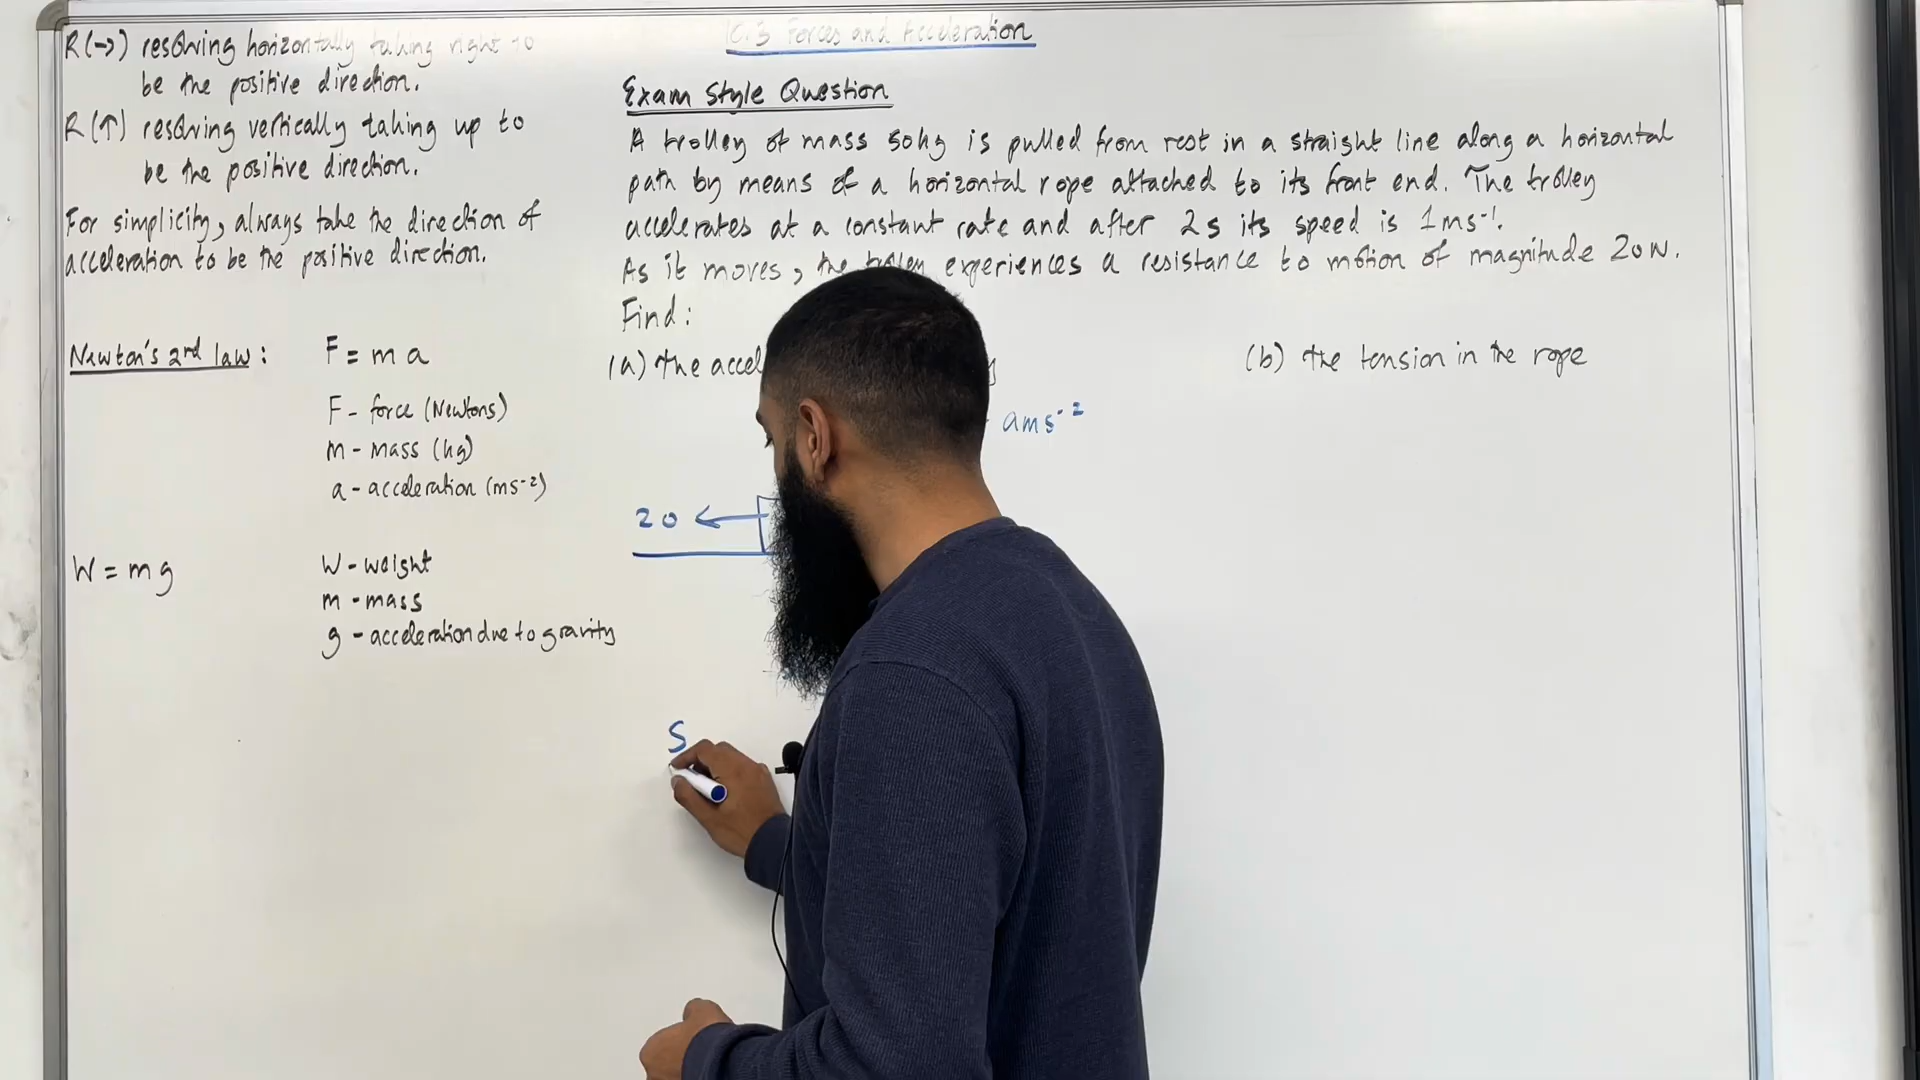 R(→) resolving horizontally taking right to
be the positive direction.
R(↑) resolving vertically taking up to
be the positive direction.
For simplicity, always take the direction of
acceleration to be the positive direction.
Newton's 2nd law: F = ma
F - force (Newtons)
m - mass (kg)
a - acceleration (ms⁻²)
W = mg
W - weight
m - mass
g - acceleration due to gravity
10.3 Forces and Acceleration
Exam Style Question
A trolley of mass 50kg is pulled from rest in a straight line along a horizontal
path by means of a horizontal rope attached to its front end. The trolley
accelerates at a constant rate and after 2s its speed is 1ms⁻¹.
As it moves, the trolley experiences a resistance to motion of magnitude 20N.
Find:
(a) the
(b) the tension in the rope
ams⁻²
20
S